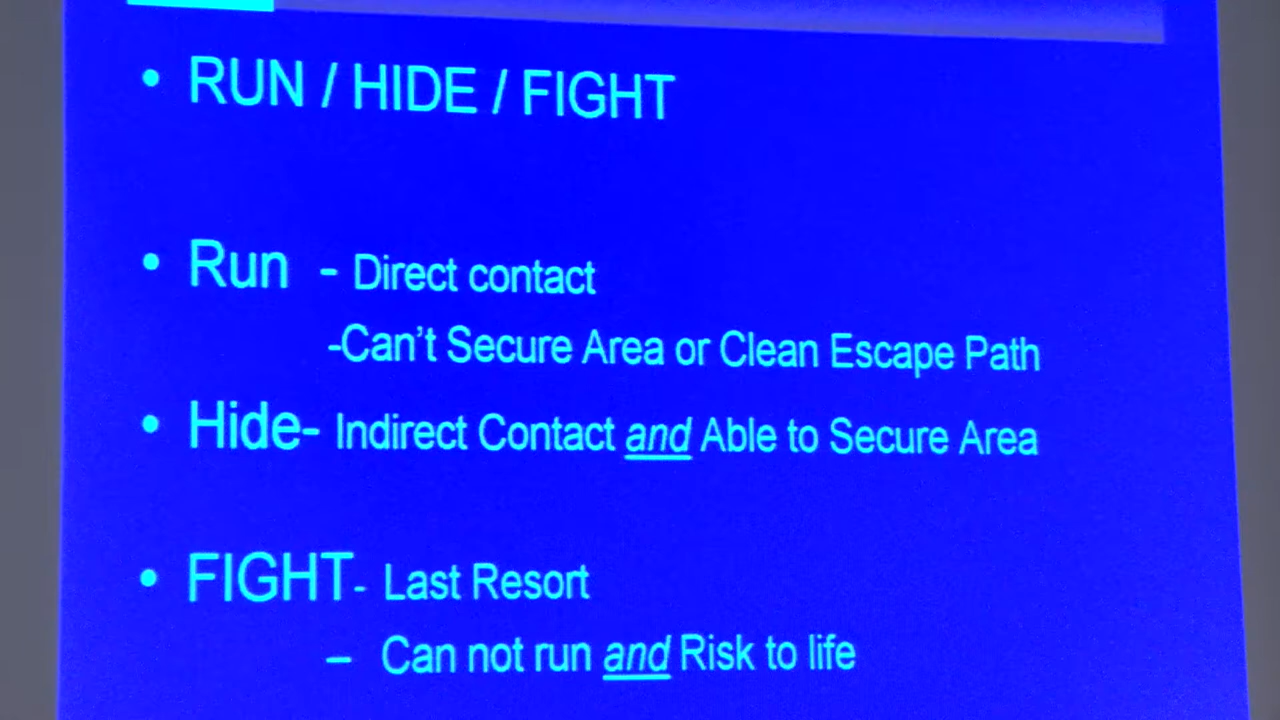 • RUN / HIDE / FIGHT
• Run - Direct contact
-Can't Secure Area or Clean Escape Path
• Hide- Indirect Contact and Able to Secure Area
• FIGHT- Last Resort
– Can not run and Risk to life